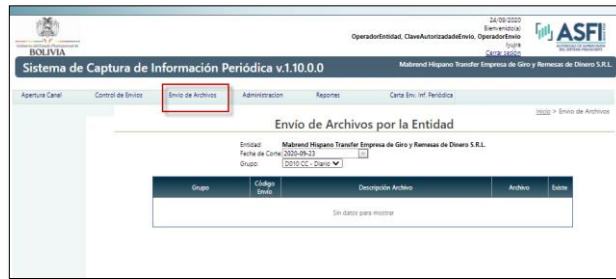 24/09/2020
Bienvenido(a)
OperadorEntidad, ClaveAutorizadadeEnvio, OperadorEnvio
Cerrar sesión
BOLIVIA
ASFI
Sistema de Captura de Información Periódica v.1.10.0.0
Mabrend Hispano Transfer Empresa de Giro y Remesas de Dinero S.R.L.
Apertura Canal Control de Envios Envio de Archivos Administracion Reportes Carta Env. Inf. Periódica
Inicio > Envio de Archivos
Envío de Archivos por la Entidad
Entidad: Mabrend Hispano Transfer Empresa de Giro y Remesas de Dinero S.R.L.
Fecha de Corte: 2020-09-23
Grupo: D010 CC - Diario
Grupo Código Envío Descripción Archivo Archivo Existe
Sin datos para mostrar